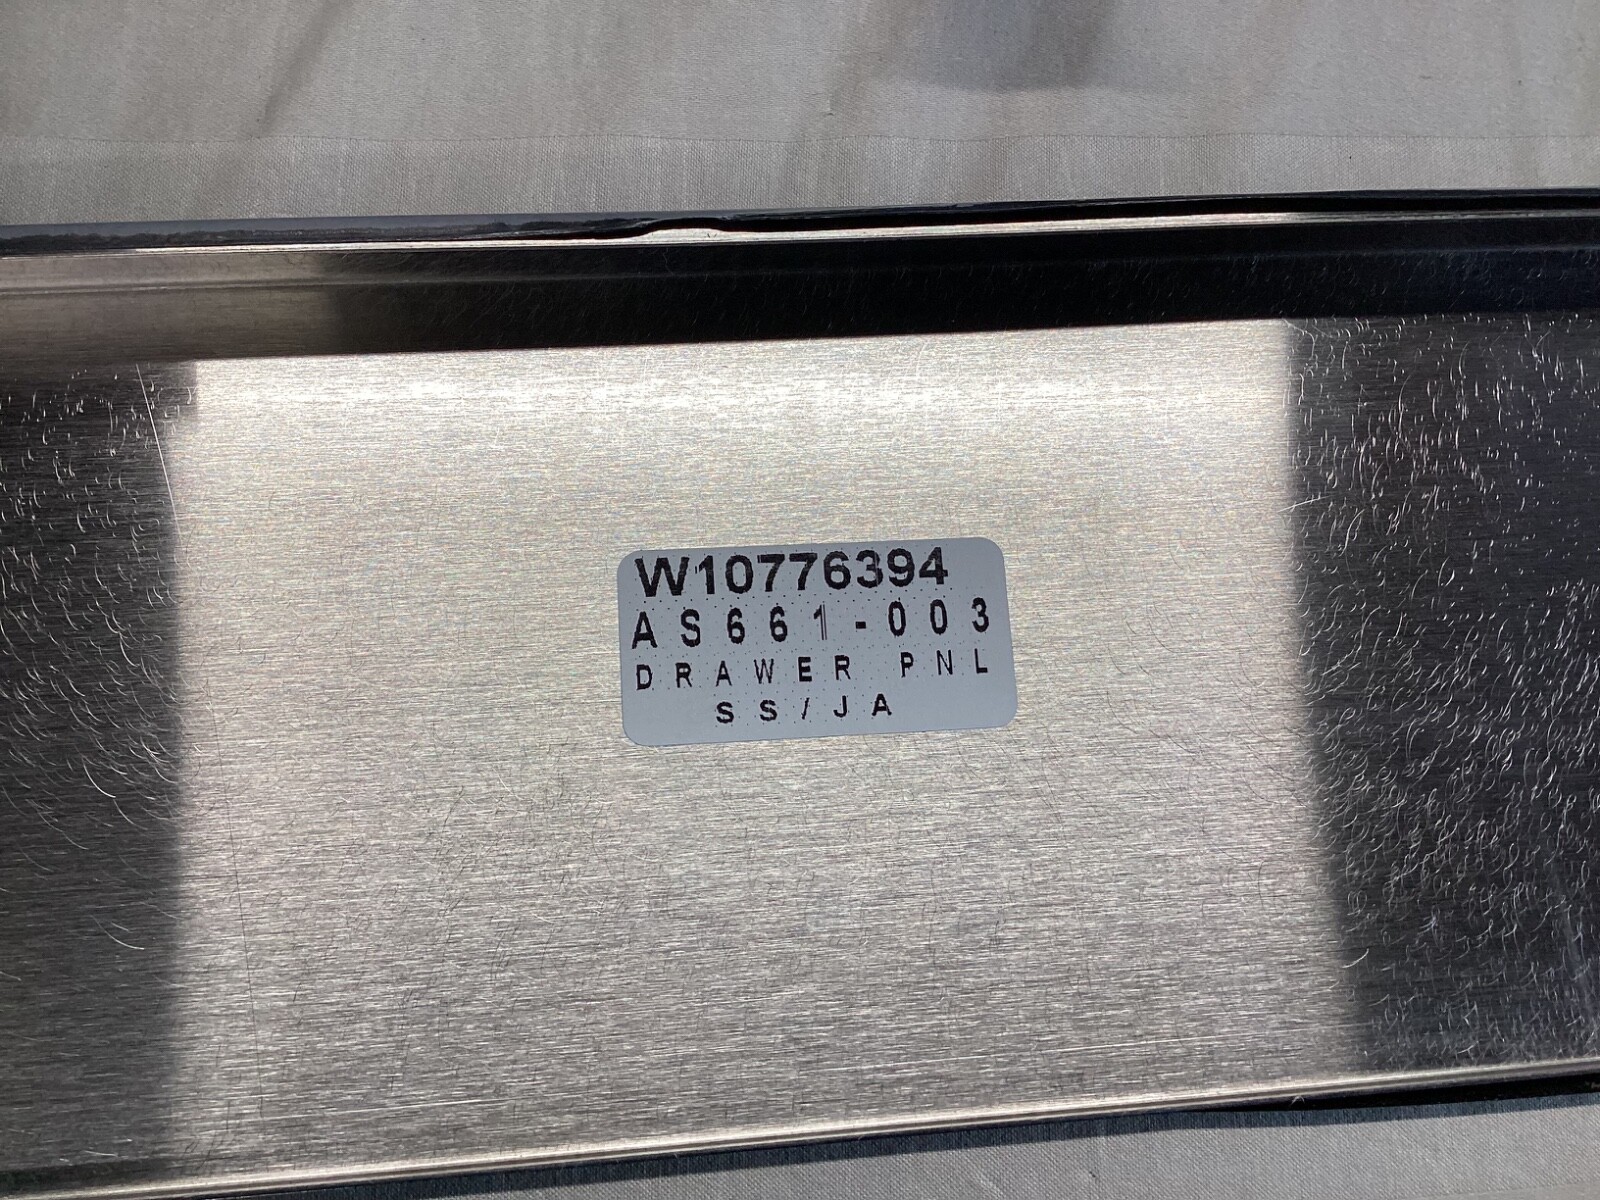 W10776394
AS661-003
DRAWER PNL
SS/JA